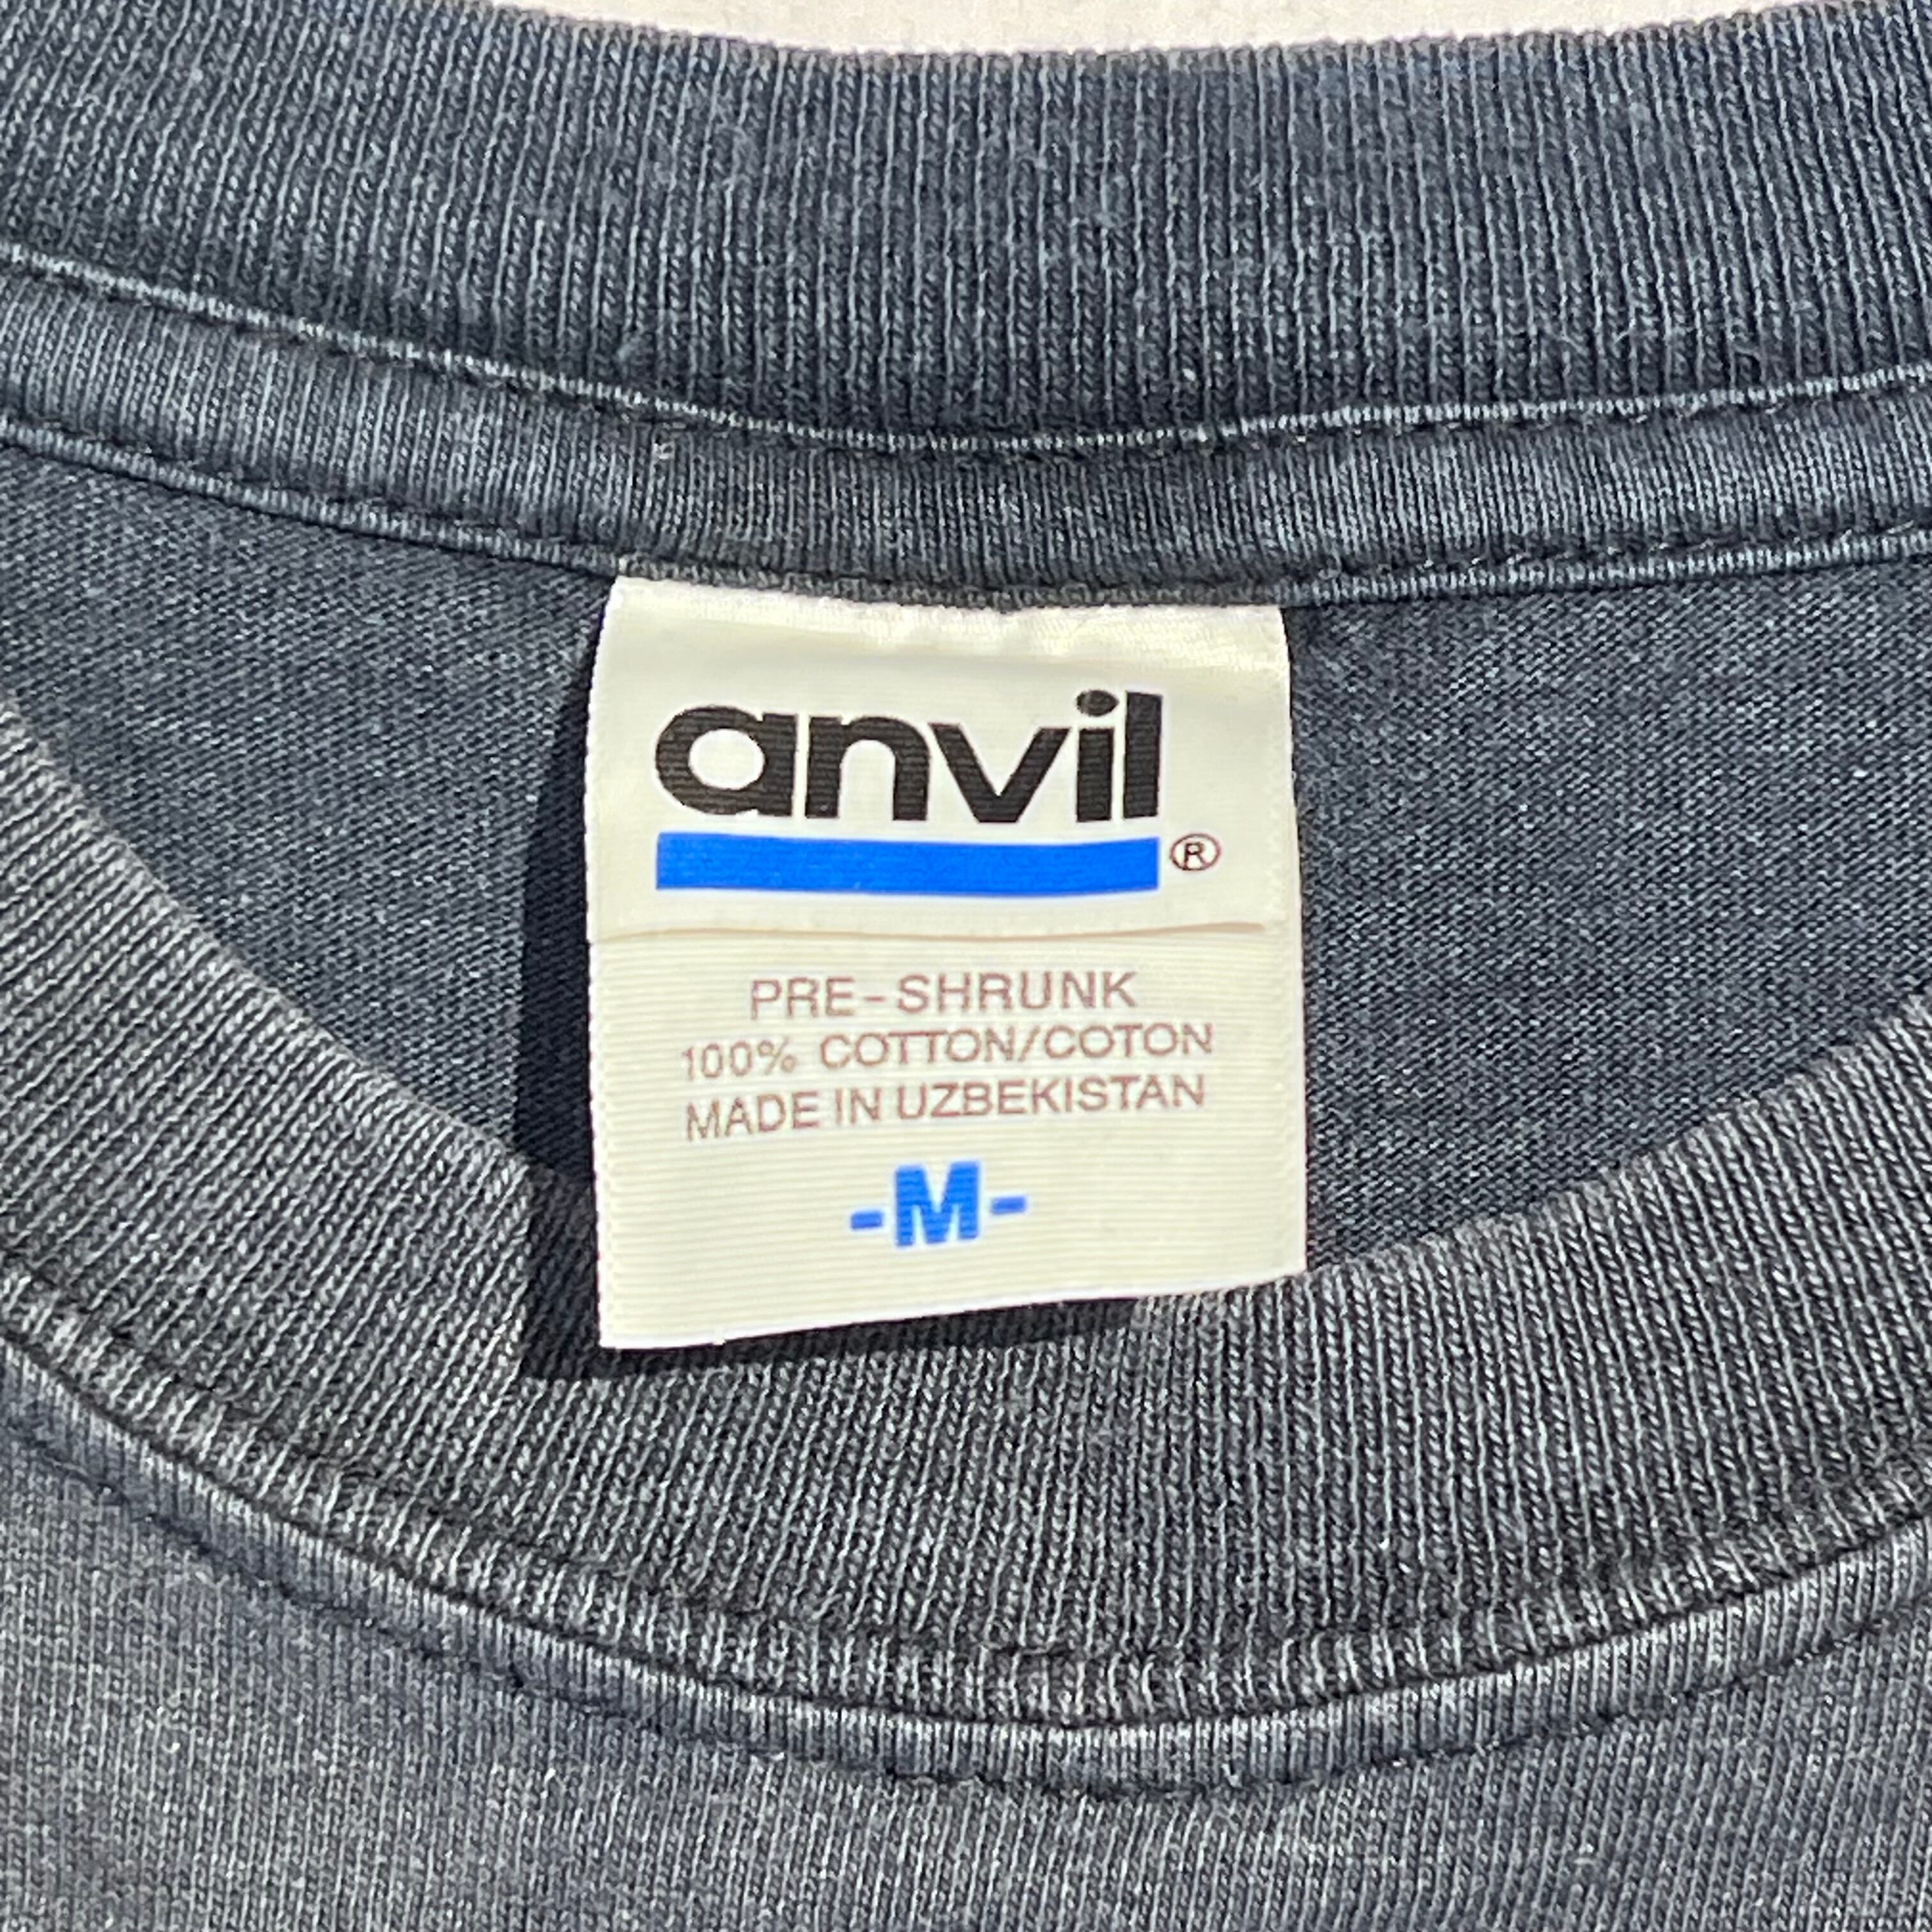 anvil
®
PRE-SHRUNK
100% COTTON/COTON
MADE IN UZBEKISTAN
-M-